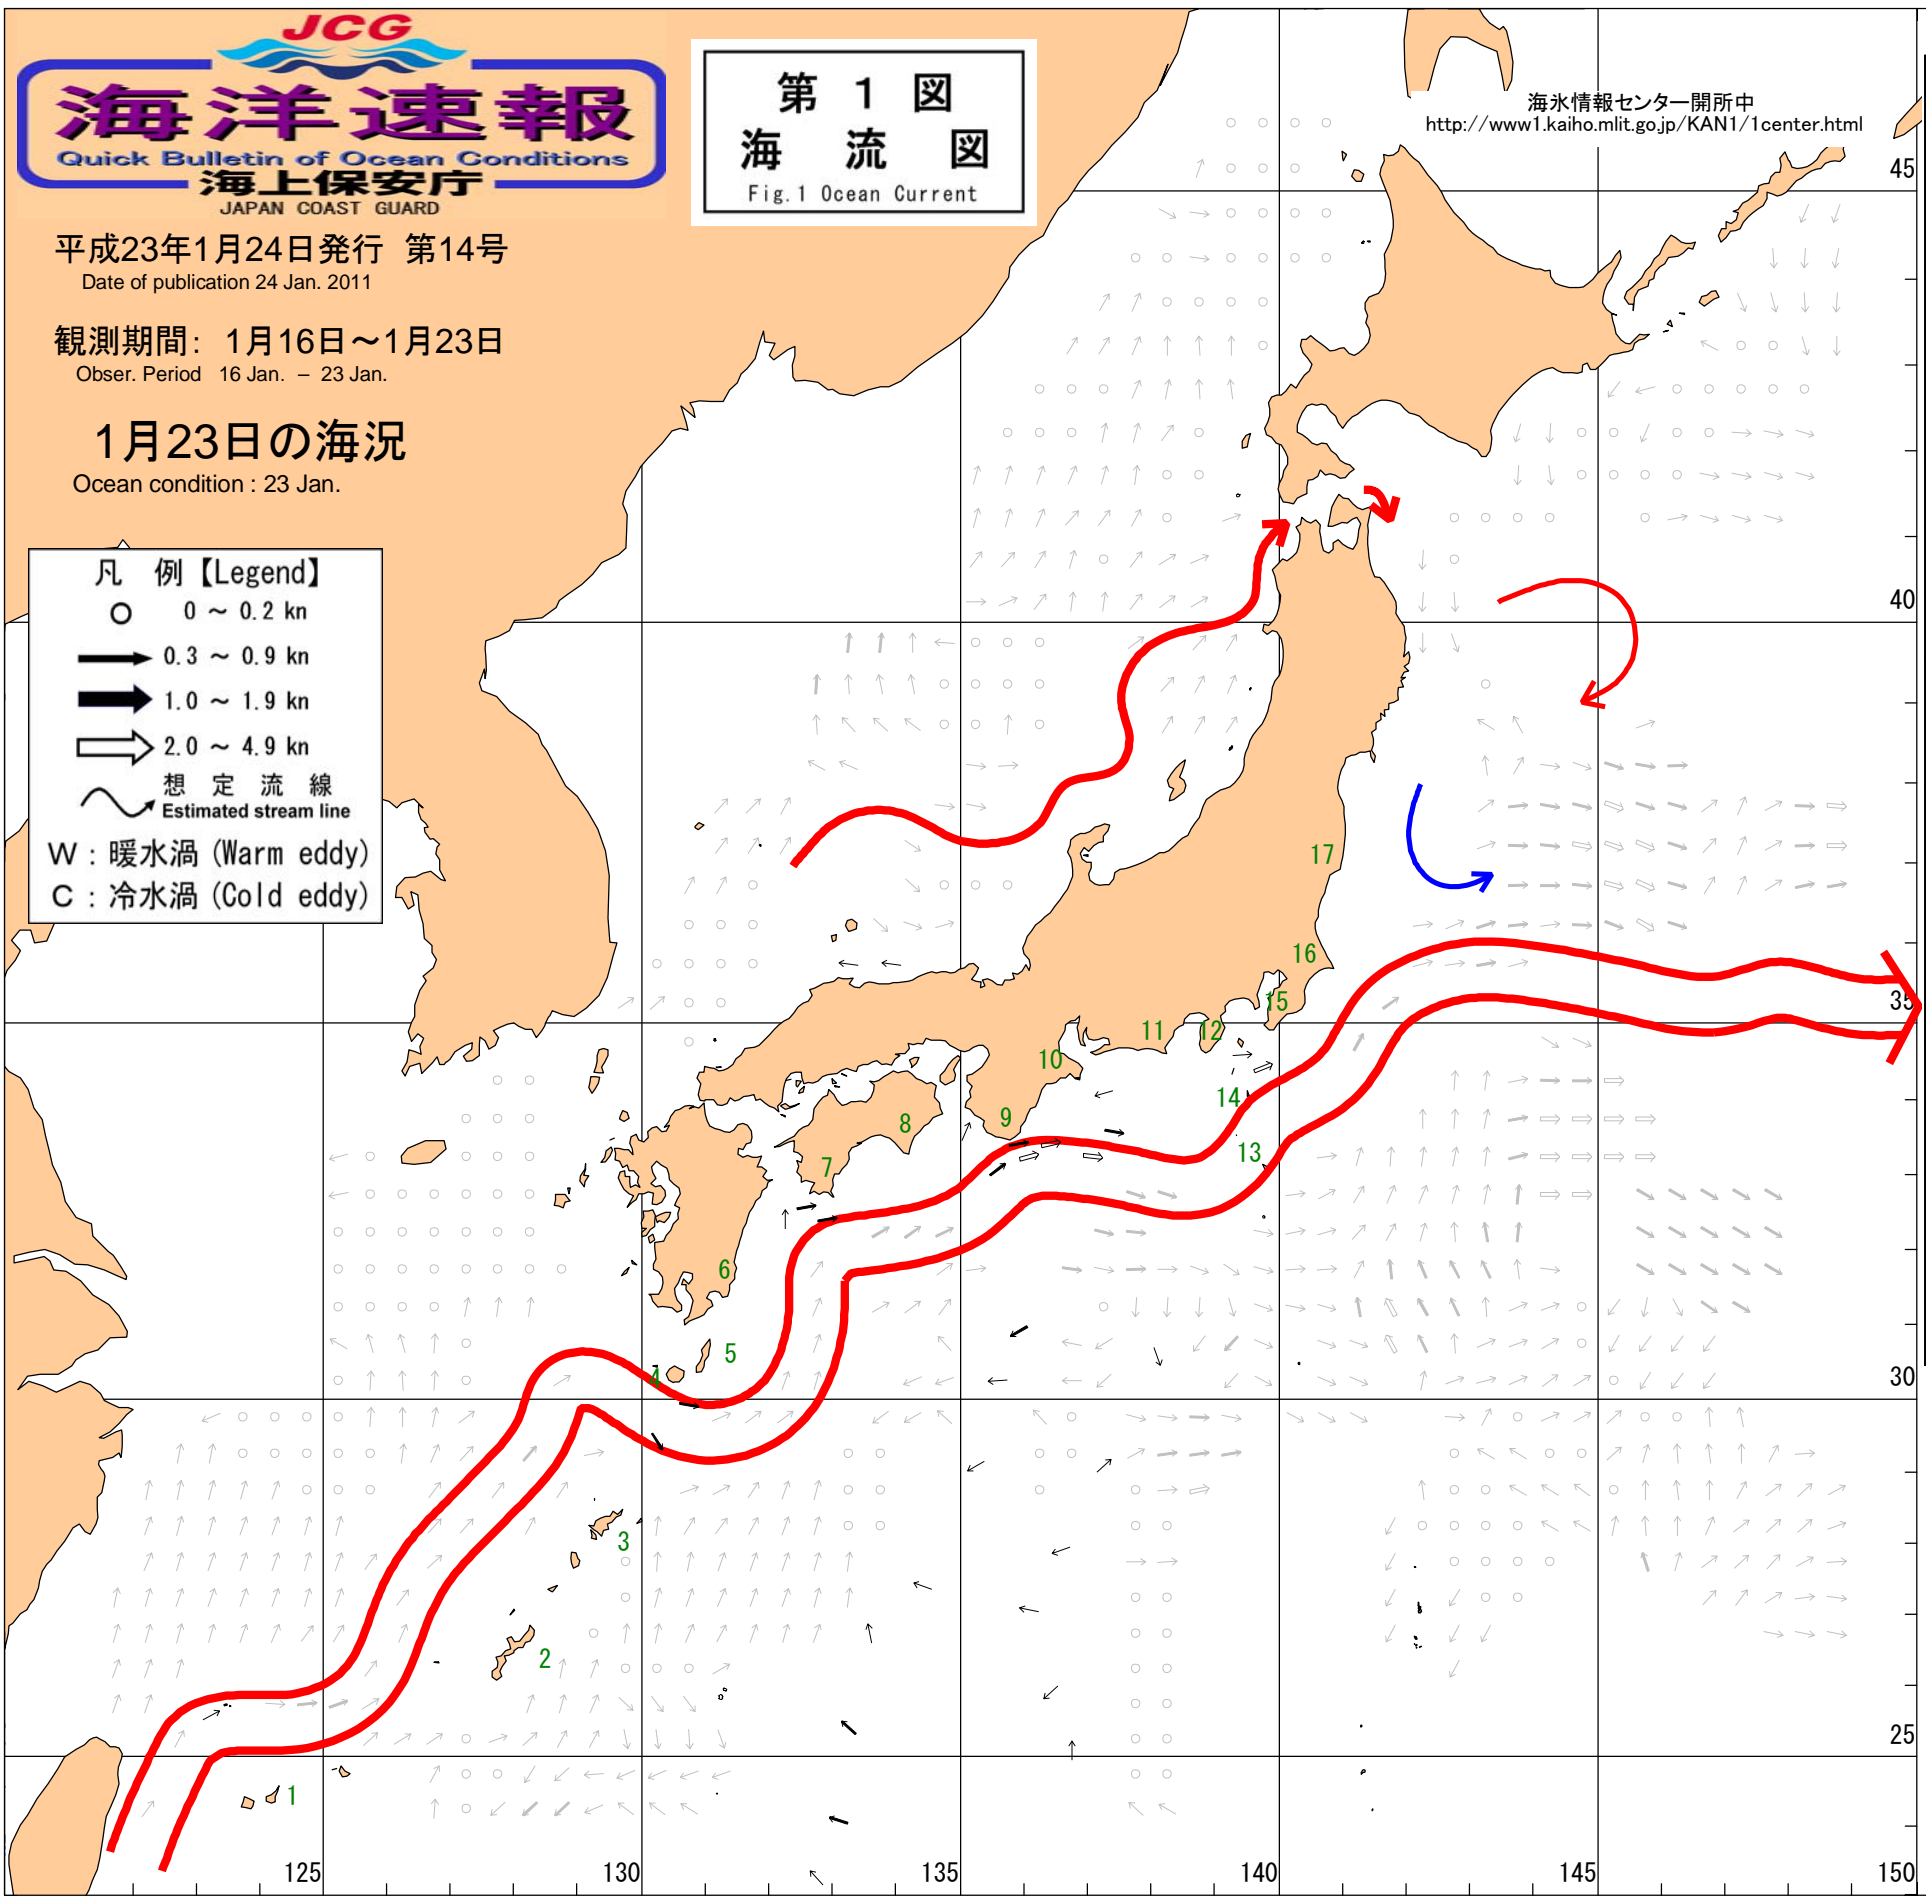 JCG
海洋速報
Quick Bulletin of Ocean Conditions
海上保安庁
JAPAN COAST GUARD
第 1 図
海 流 図
Fig.1 Ocean Current
海氷情報センター開所中
http://www1.kaiho.mlit.go.jp/KAN1/1center.html
平成23年1月24日発行 第14号
Date of publication 24 Jan. 2011
観測期間: 1月16日～1月23日
Obser. Period 16 Jan. – 23 Jan.
1月23日の海況
Ocean condition : 23 Jan.
凡 例【Legend】
0 ～ 0.2 kn
0.3 ～ 0.9 kn
1.0 ～ 1.9 kn
2.0 ～ 4.9 kn
想 定 流 線
Estimated stream line
W : 暖水渦 (Warm eddy)
C : 冷水渦 (Cold eddy)
45
40
35
30
25
17
16
15
12
11
10
14
13
9
8
7
6
5
4
3
2
1
125
130
135
140
145
150